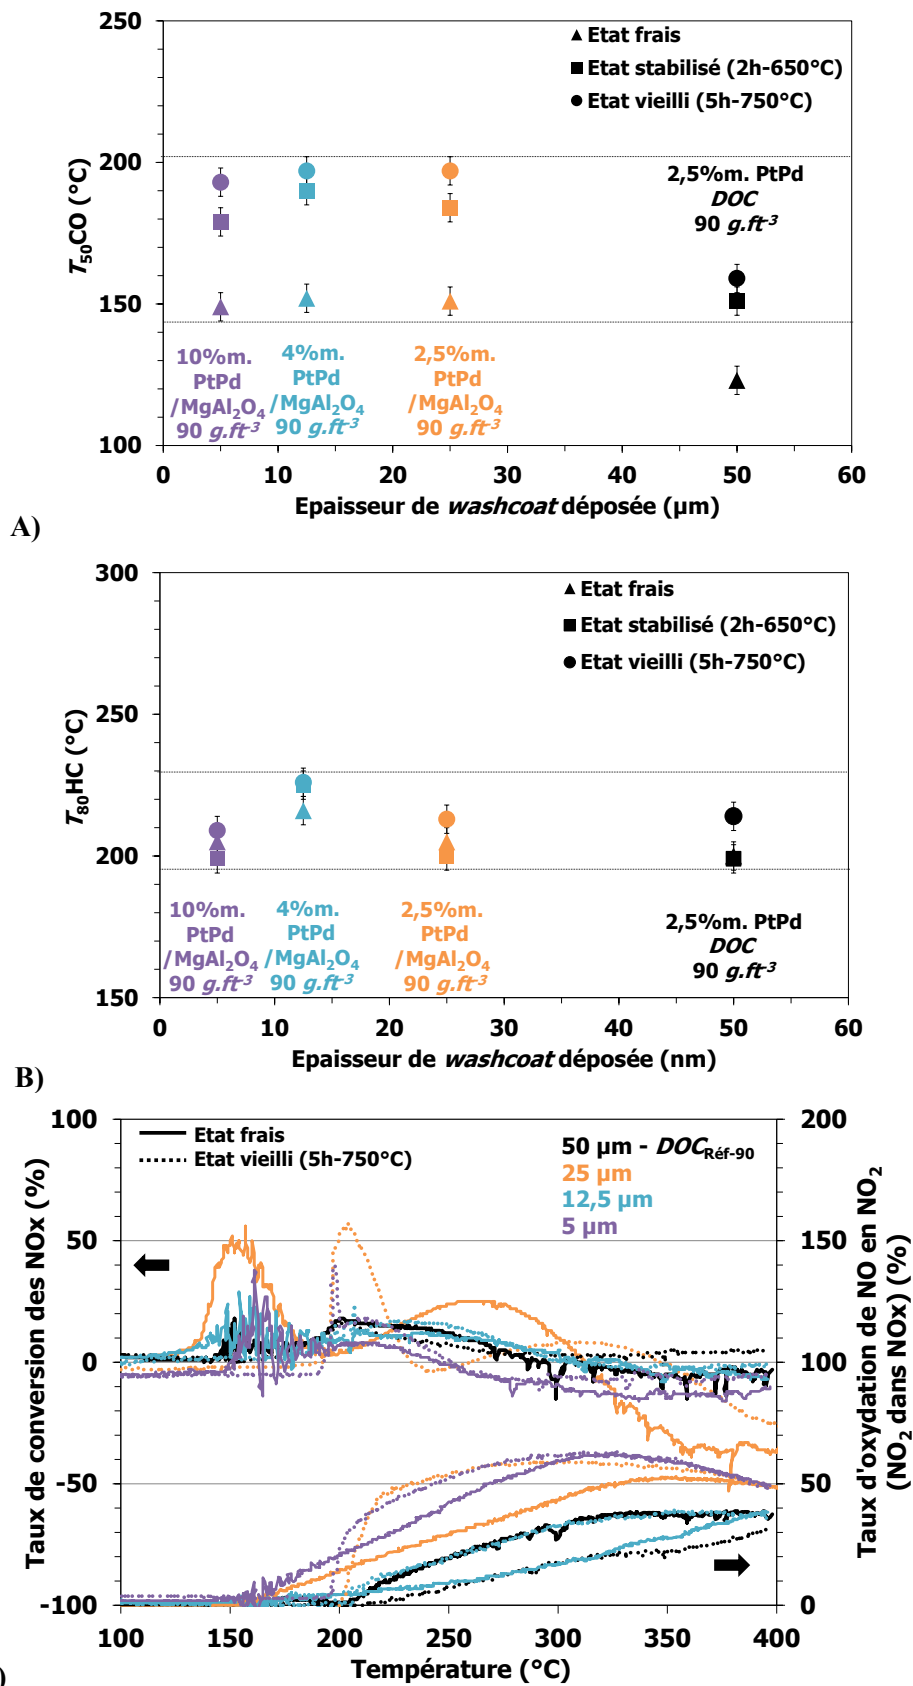 250
200
150
100
T₅₀CO (°C)
Etat frais
Etat stabilisé (2h-650°C)
Etat vieilli (5h-750°C)
2,5%m. PtPd
DOC
90 g.ft⁻³
10%m.
PtPd
/MgAl₂O₄
90 g.ft⁻³
4%m.
PtPd
/MgAl₂O₄
90 g.ft⁻³
2,5%m.
PtPd
/MgAl₂O₄
90 g.ft⁻³
0 10 20 30 40 50 60
Epaisseur de washcoat déposée (µm)
A)
300
250
200
150
T₈₀HC (°C)
Etat frais
Etat stabilisé (2h-650°C)
Etat vieilli (5h-750°C)
10%m.
PtPd
/MgAl₂O₄
90 g.ft⁻³
4%m.
PtPd
/MgAl₂O₄
90 g.ft⁻³
2,5%m.
PtPd
/MgAl₂O₄
90 g.ft⁻³
2,5%m. PtPd
DOC
90 g.ft⁻³
0 10 20 30 40 50 60
Epaisseur de washcoat déposée (nm)
B)
100
50
0
-50
-100
Taux de conversion des NOx (%)
Etat frais
Etat vieilli (5h-750°C)
50 µm - DOC Réf-90
25 µm
12,5 µm
5 µm
200
150
100
50
0
Taux d'oxydation de NO en NO₂
(NO₂ dans NOx) (%)
100 150 200 250 300 350 400
Température (°C)
)